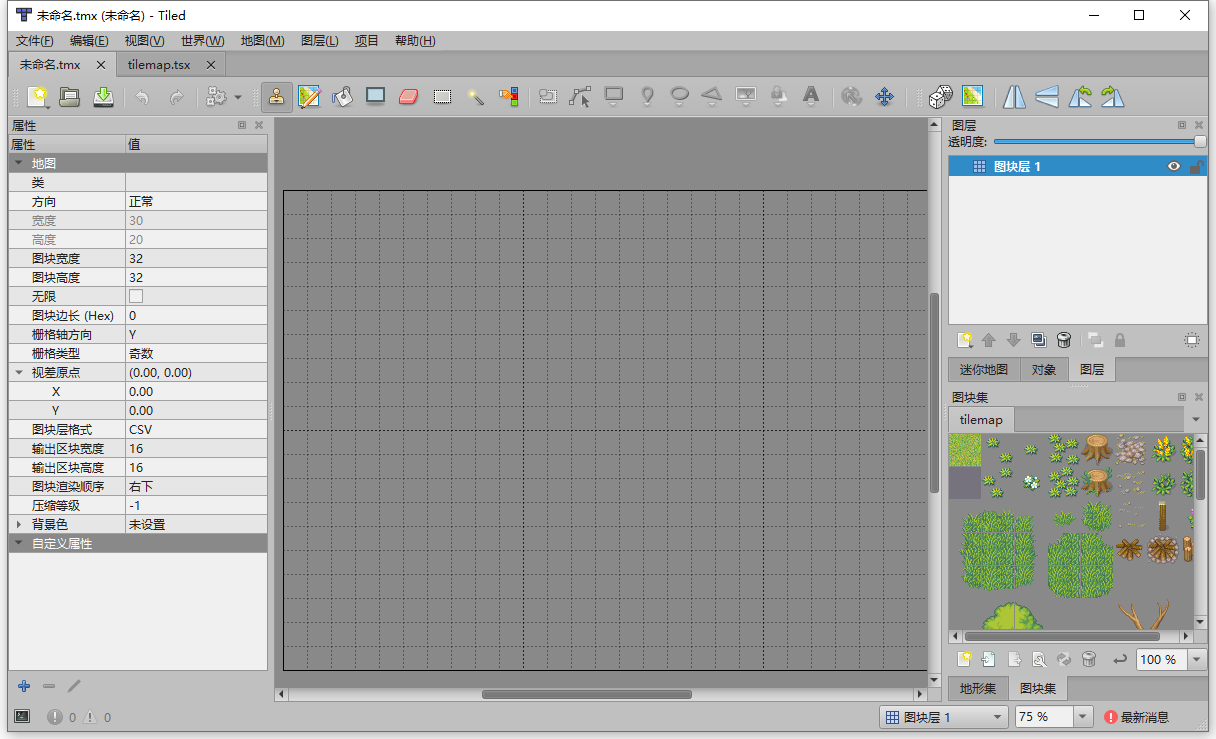 未命名.tmx (未命名) - Tiled
文件(F) 编辑(E) 视图(V) 世界(W) 地图(M) 图层(L) 项目 帮助(H)
未命名.tmx tilemap.tsx
属性
属性 值
地图
类
方向 正常
宽度 30
高度 20
图块宽度 32
图块高度 32
无限
图块边长 (Hex) 0
栅格轴方向 Y
栅格类型 奇数
视差原点 (0.00, 0.00)
X 0.00
Y 0.00
图块层格式 CSV
输出区块宽度 16
输出区块高度 16
图块渲染顺序 右下
压缩等级 -1
背景色 未设置
自定义属性
0 0
图层
透明度:
图块层 1
迷你地图 对象 图层
图块集
tilemap
100 %
地形集 图块集
图块层 1 75 % 最新消息